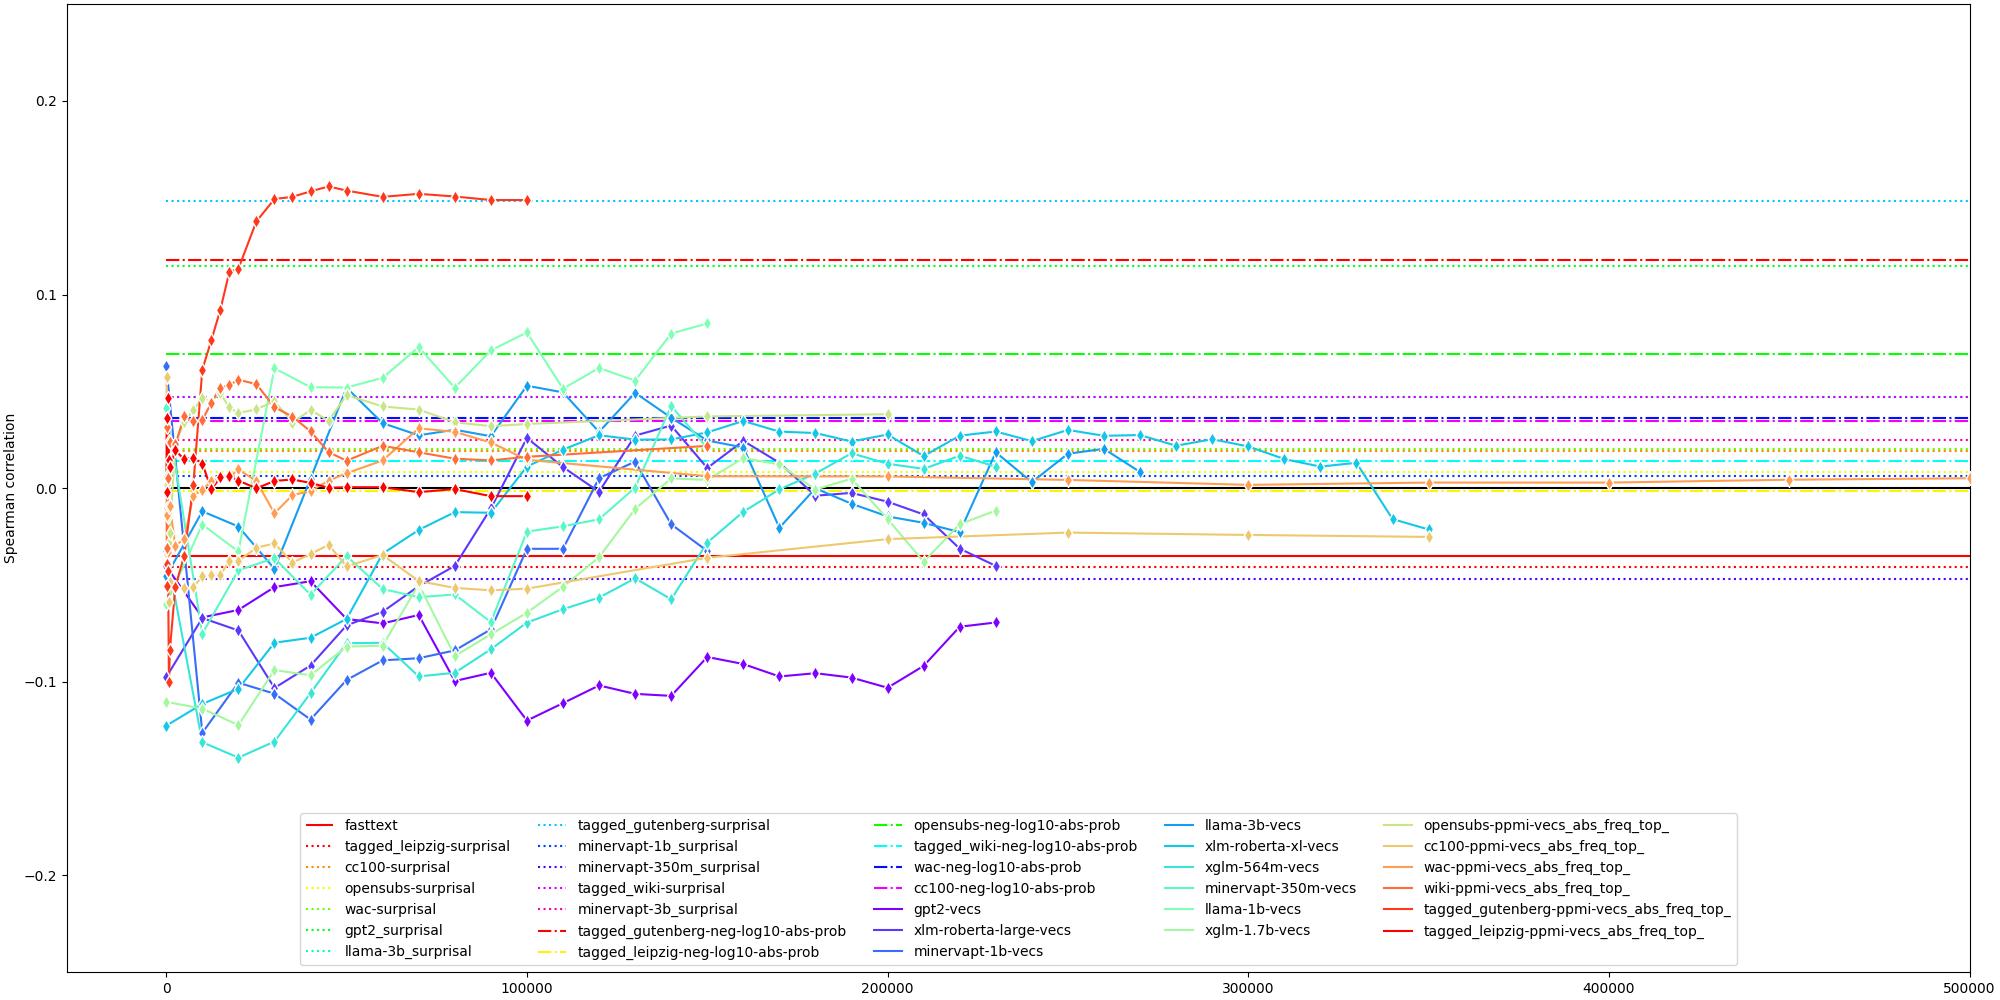 0.2
0.1
0.0
−0.1
−0.2
Spearman correlation
0
100000
200000
300000
400000
500000
fasttext
tagged_leipzig-surprisal
cc100-surprisal
opensubs-surprisal
wac-surprisal
gpt2_surprisal
llama-3b_surprisal
tagged_gutenberg-surprisal
minervapt-1b_surprisal
minervapt-350m_surprisal
tagged_wiki-surprisal
minervapt-3b_surprisal
tagged_gutenberg-neg-log10-abs-prob
tagged_leipzig-neg-log10-abs-prob
opensubs-neg-log10-abs-prob
tagged_wiki-neg-log10-abs-prob
wac-neg-log10-abs-prob
cc100-neg-log10-abs-prob
gpt2-vecs
xlm-roberta-large-vecs
minervapt-1b-vecs
llama-3b-vecs
xlm-roberta-xl-vecs
xglm-564m-vecs
minervapt-350m-vecs
llama-1b-vecs
xglm-1.7b-vecs
opensubs-ppmi-vecs_abs_freq_top_
cc100-ppmi-vecs_abs_freq_top_
wac-ppmi-vecs_abs_freq_top_
wiki-ppmi-vecs_abs_freq_top_
tagged_gutenberg-ppmi-vecs_abs_freq_top_
tagged_leipzig-ppmi-vecs_abs_freq_top_